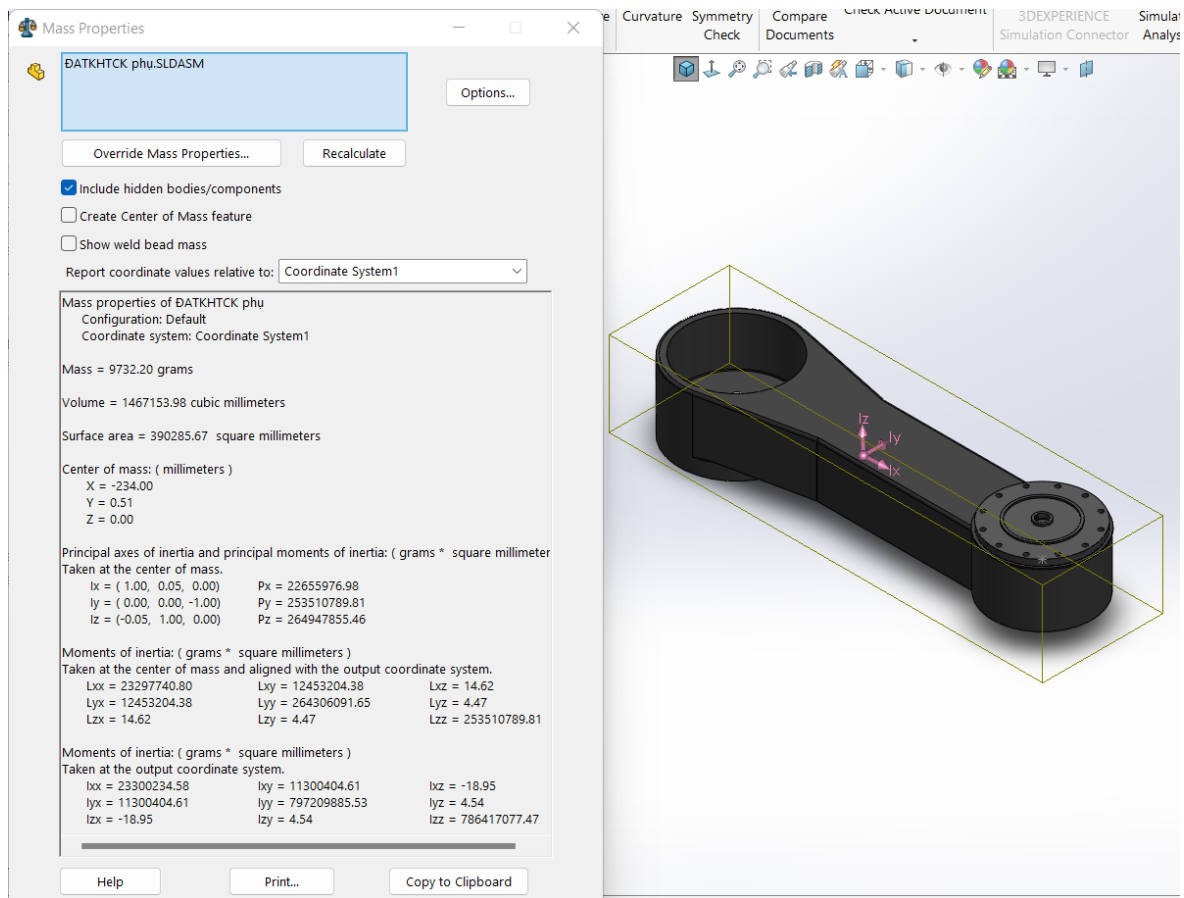 Mass Properties
ĐATKHTCK phụ.SLDASM
Options...
Override Mass Properties...
Recalculate
Include hidden bodies/components
Create Center of Mass feature
Show weld bead mass
Report coordinate values relative to: Coordinate System1
Mass properties of ĐATKHTCK phụ
Configuration: Default
Coordinate system: Coordinate System1
Mass = 9732.20 grams
Volume = 1467153.98 cubic millimeters
Surface area = 390285.67 square millimeters
Center of mass: ( millimeters )
X = -234.00
Y = 0.51
Z = 0.00
Principal axes of inertia and principal moments of inertia: ( grams * square millimeter
Taken at the center of mass.
Ix = ( 1.00, 0.05, 0.00) Px = 22655976.98
Iy = ( 0.00, 0.00, -1.00) Py = 253510789.81
Iz = (-0.05, 1.00, 0.00) Pz = 264947855.46
Moments of inertia: ( grams * square millimeters )
Taken at the center of mass and aligned with the output coordinate system.
Lxx = 23297740.80 Lxy = 12453204.38 Lxz = 14.62
Lyx = 12453204.38 Lyy = 264306091.65 Lyz = 4.47
Lzx = 14.62 Lzy = 4.47 Lzz = 253510789.81
Moments of inertia: ( grams * square millimeters )
Taken at the output coordinate system.
Ixx = 23300234.58 Ixy = 11300404.61 Ixz = -18.95
Iyx = 11300404.61 Iyy = 797209885.53 Iyz = 4.54
Izx = -18.95 Izy = 4.54 Izz = 786417077.47
Help
Print...
Copy to Clipboard
Curvature
Symmetry
Check
Compare
Documents
Check Active Document
3DEXPERIENCE
Simulation Connector
Simulat
Analys
Iz
Iy
Ix